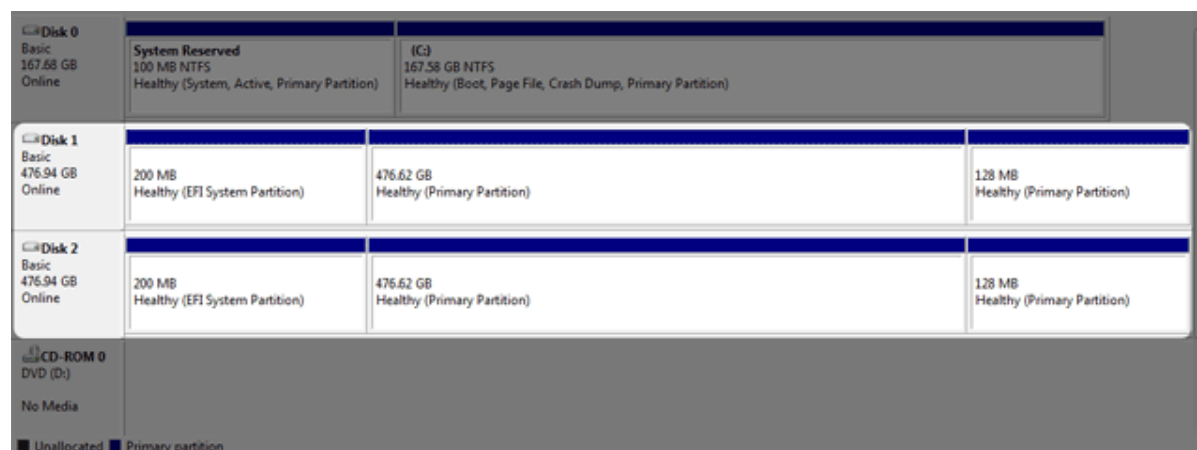 Disk 0
Basic
167.68 GB
Online
System Reserved
100 MB NTFS
Healthy (System, Active, Primary Partition)
(C:)
167.58 GB NTFS
Healthy (Boot, Page File, Crash Dump, Primary Partition)
Disk 1
Basic
476.94 GB
Online
200 MB
Healthy (EFI System Partition)
476.62 GB
Healthy (Primary Partition)
128 MB
Healthy (Primary Partition)
Disk 2
Basic
476.94 GB
Online
200 MB
Healthy (EFI System Partition)
476.62 GB
Healthy (Primary Partition)
128 MB
Healthy (Primary Partition)
CD-ROM 0
DVD (D:)
No Media
Unallocated Primary partition